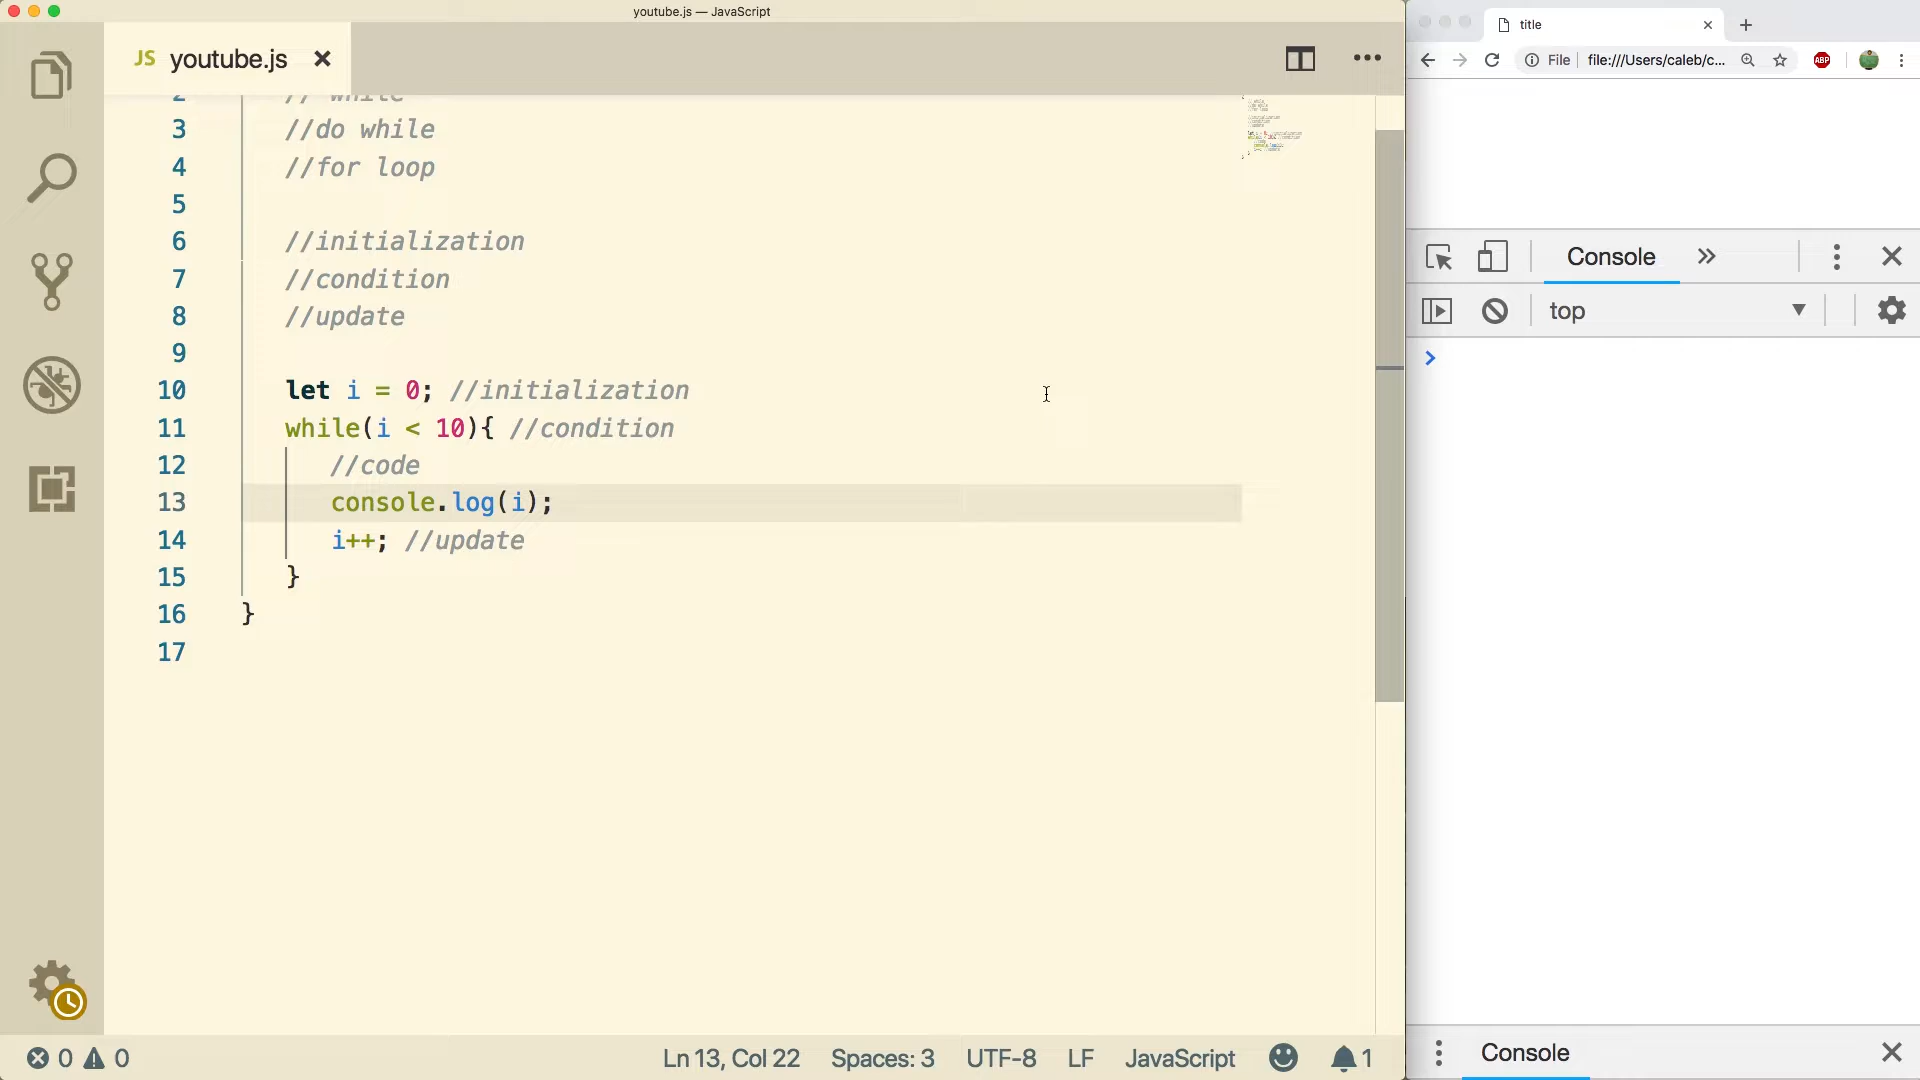 youtube.js — JavaScript
JS youtube.js
2 // while
3 //do while
4 //for loop
5
6 //initialization
7 //condition
8 //update
9
10 let i = 0; //initialization
11 while(i < 10){ //condition
12 //code
13 console.log(i);
14 i++; //update
15 }
16 }
17
0 0 Ln 13, Col 22 Spaces: 3 UTF-8 LF JavaScript 1
title
File file:///Users/caleb/c...
ABP
Console
top
Console